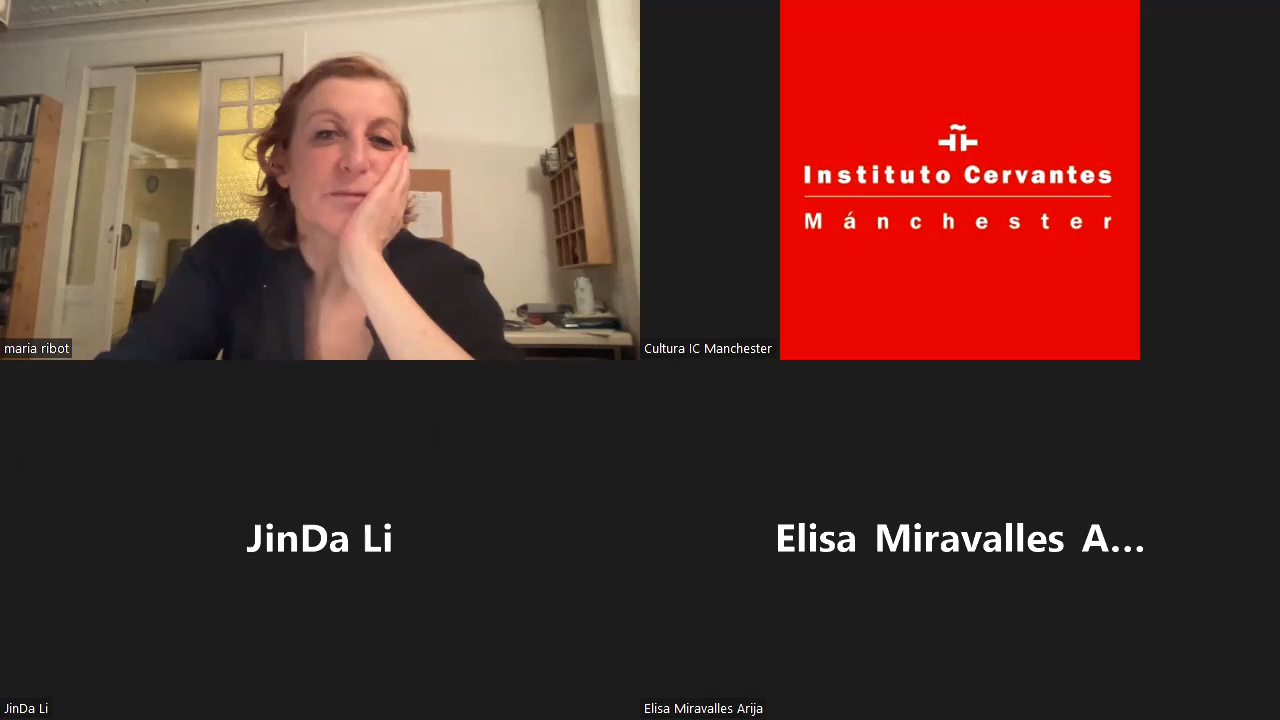 Instituto Cervantes
Mánchester
maria ribot
Cultura IC Manchester
JinDa Li
Elisa Miravalles A...
JinDa Li
Elisa Miravalles Arija